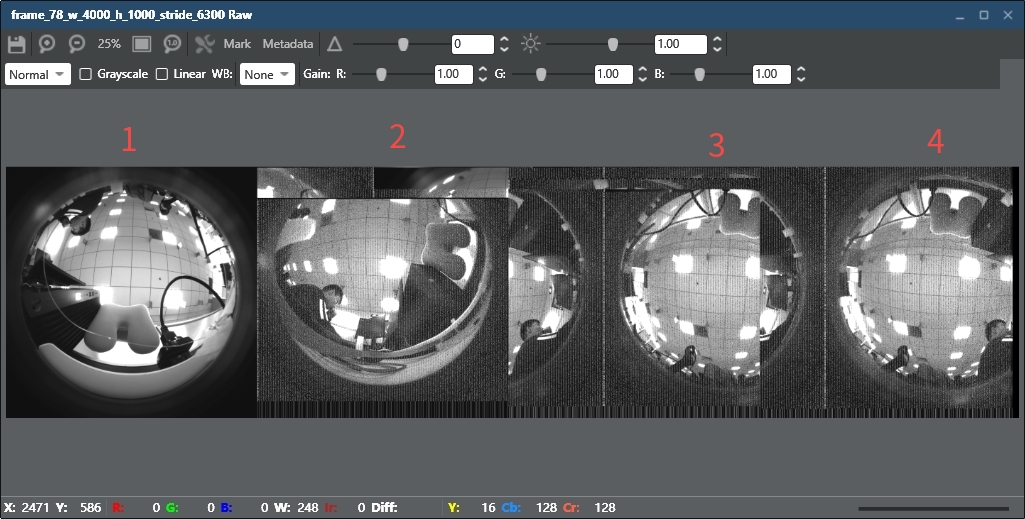 frame_78_w_4000_h_1000_stride_6300 Raw
25% 1.0 Mark Metadata 0 1.00
Normal Grayscale Linear WB: None Gain: R: 1.00 G: 1.00 B: 1.00
1 2 3 4
X: 2471 Y: 586 R: 0 G: 0 B: 0 W: 248 Ir: 0 Diff: Y: 16 Cb: 128 Cr: 128